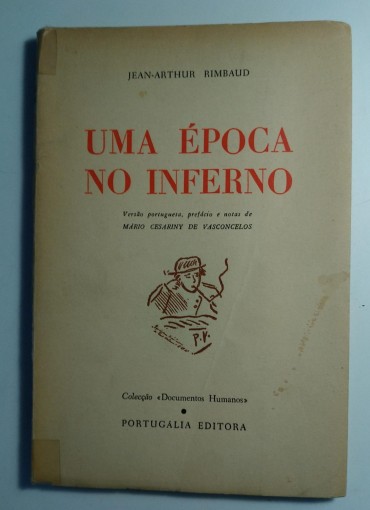 JEAN-ARTHUR RIMBAUD
UMA ÉPOCA
NO INFERNO
Versão portuguesa, prefácio e notas de
MÁRIO CESARINY DE VASCONCELOS
P.V.
Colecção «Documentos Humanos»
PORTUGÁLIA EDITORA